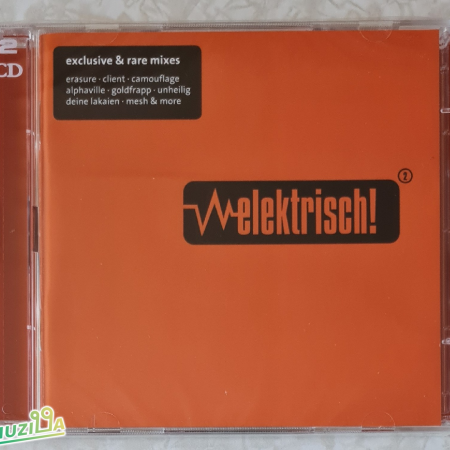 2
CD
exclusive & rare mixes
erasure · client · camouflage
alphaville · goldfrapp · unheilig
deine lakaien · mesh & more
elektrisch!
2